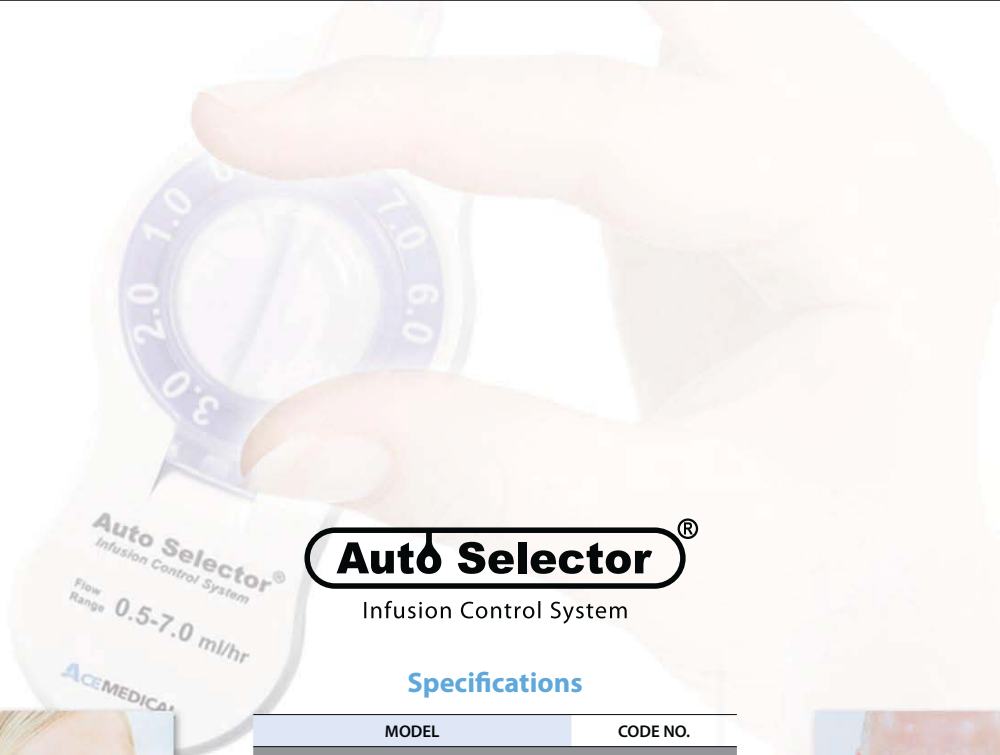 1.0
2.0
3.0
7.0
6.0
Auto Selector®
Infusion Control System
Flow Range 0.5-7.0 ml/hr
ACEMEDICAL
Auto Selector®
Infusion Control System
Specifications
MODEL CODE NO.